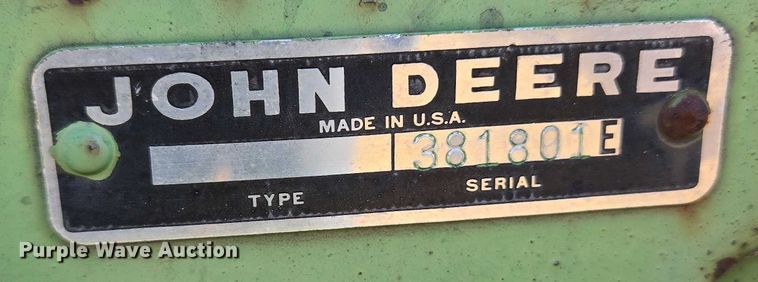 JOHN DEERE
MADE IN U.S.A.
381801E
TYPE SERIAL
Purple Wave Auction